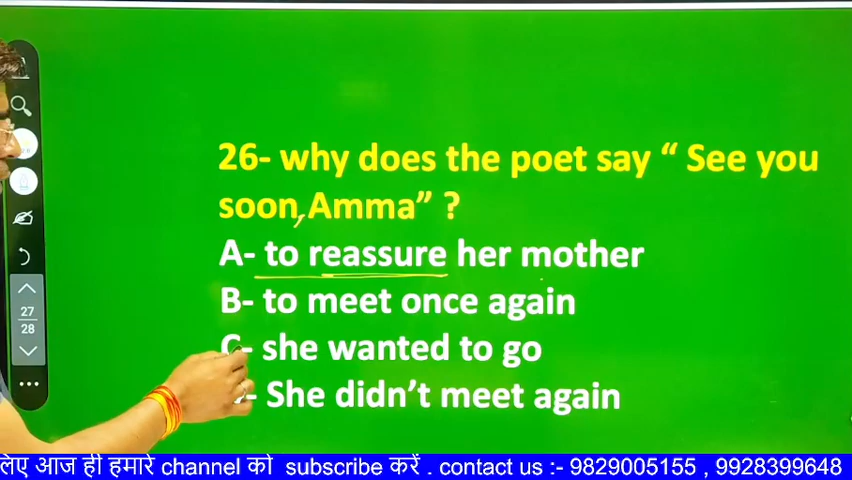 26- why does the poet say “ See you
soon,Amma” ?
A- to reassure her mother
B- to meet once again
C- she wanted to go
- She didn’t meet again
27
28
लिए आज ही हमारे channel को subscribe करें . contact us :- 9829005155 , 9928399648